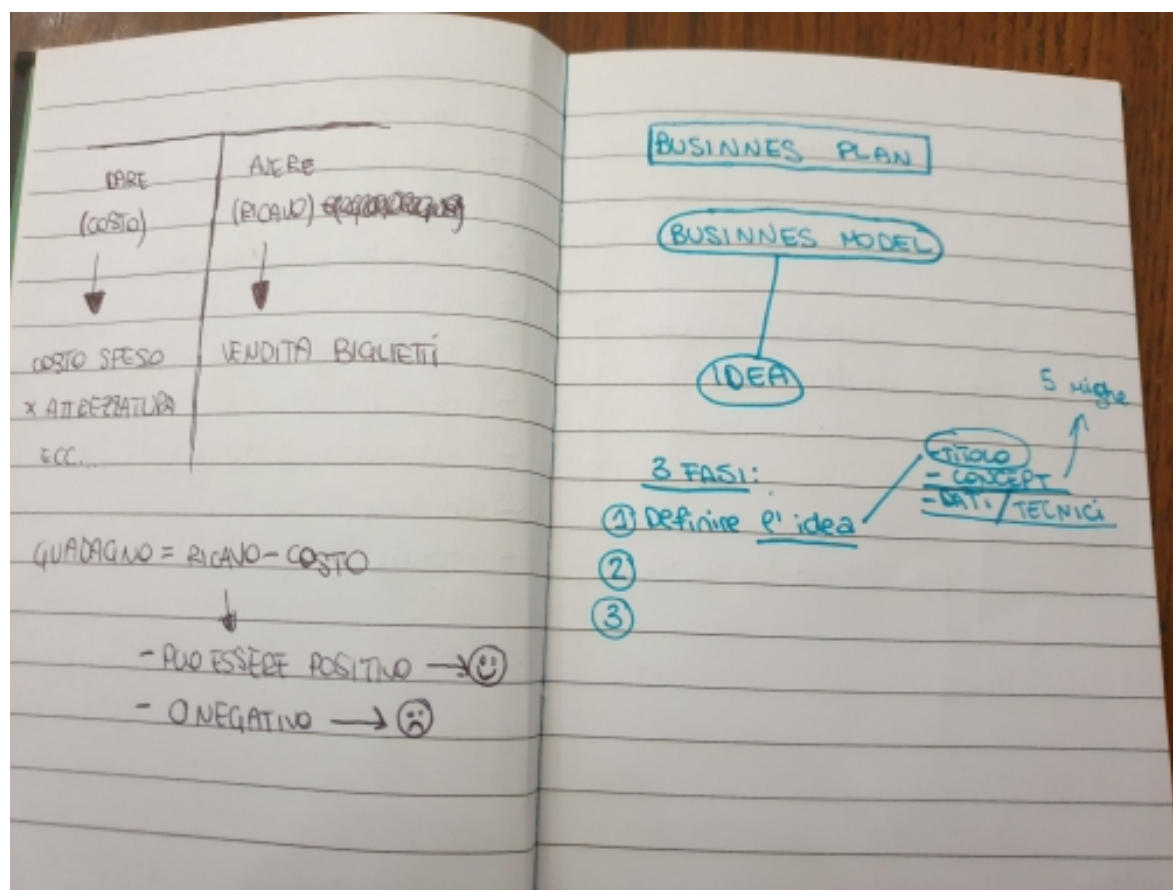 DARE
(COSTO)
COSTO SPESO
X ATTREZZATURA
ECC...
AVERE
(RICAVO)
VENDITA BIGLIETTI
GUADAGNO = RICAVO - COSTO
- PUO ESSERE POSITIVO
- O NEGATIVO
BUSINNES PLAN
BUSINNES MODEL
IDEA
3 FASI:
1 Definire l'idea
2
3
- TITOLO
- CONCEPT
- DATI / TECNICI
5 righe